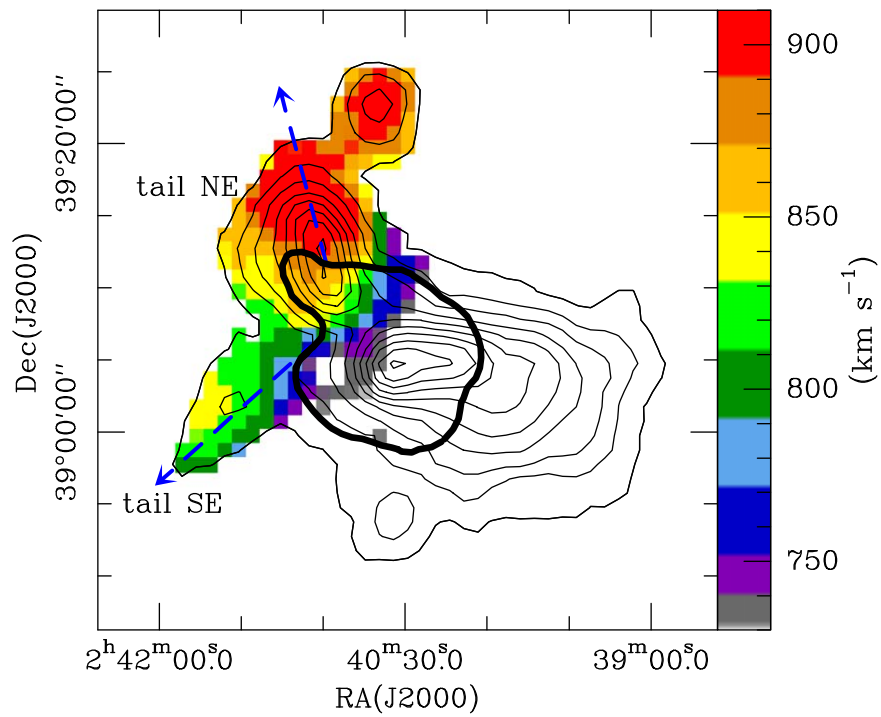 900
39°20'00"
tail NE
850
Dec(J2000)
(km s⁻¹)
800
39°00'00"
tail SE
750
2ʰ42ᵐ00ˢ.0
40ᵐ30ˢ.0
39ᵐ00ˢ.0
RA(J2000)